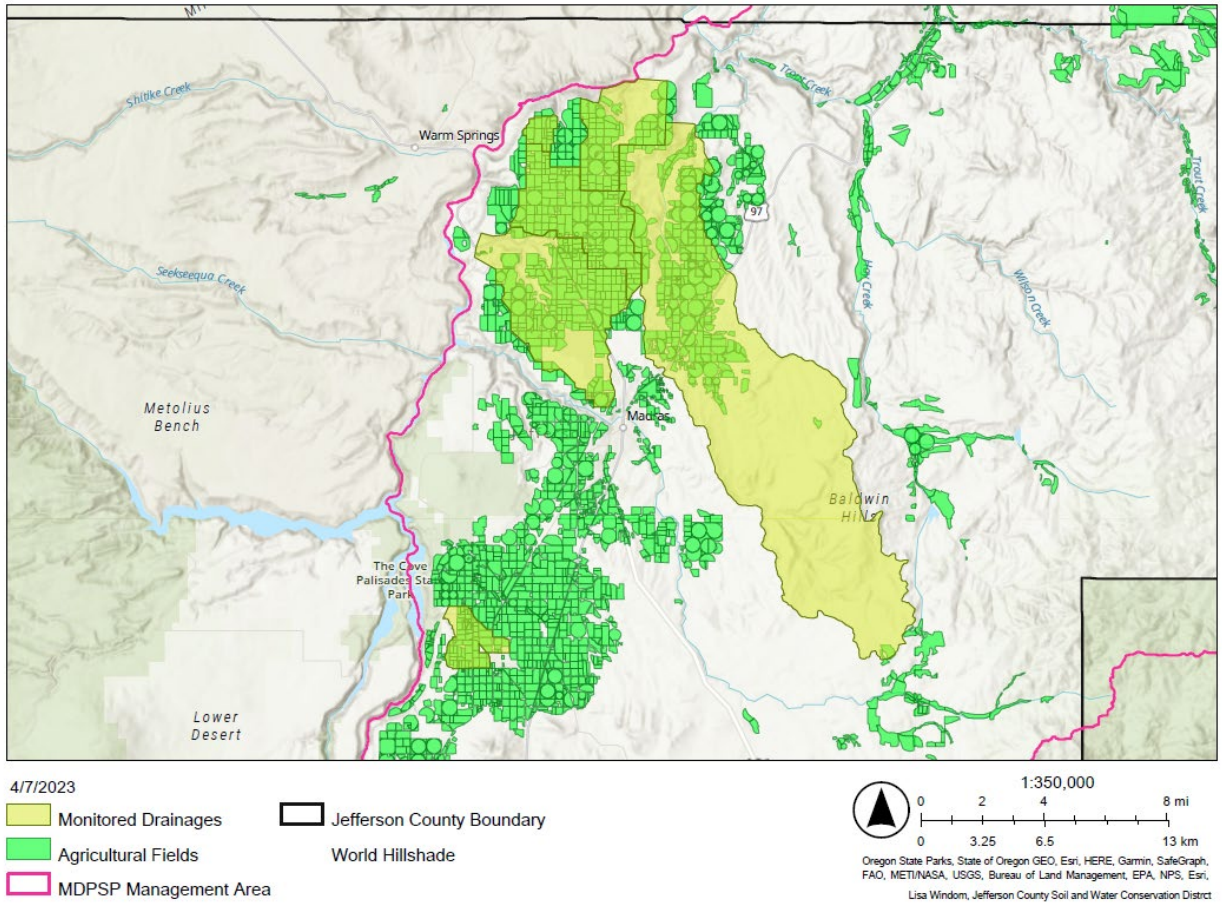 Shitike Creek
Warm Springs
Trout Creek
Trout Creek
97
Seekseequa Creek
Hay Creek
Wilson Creek
Metolius
Bench
Madras
Baldwin
Hills
The Cove
Palisades State
Park
Lower
Desert
4/7/2023
Monitored Drainages
Agricultural Fields
MDPSP Management Area
Jefferson County Boundary
World Hillshade
1:350,000
0 2 4 8 mi
0 3.25 6.5 13 km
Oregon State Parks, State of Oregon GEO, Esri, HERE, Garmin, SafeGraph,
FAO, METI/NASA, USGS, Bureau of Land Management, EPA, NPS, Esri,
Lisa Windom, Jefferson County Soil and Water Conservation Distrct